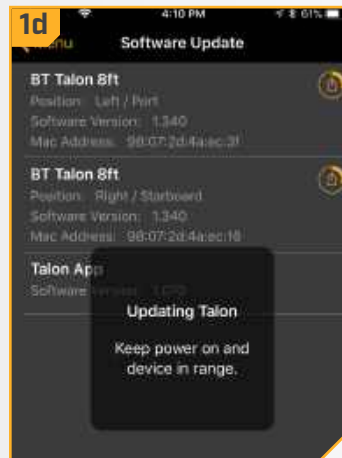 1d
4:10 PM
61%
Menu
Software Update
BT Talon 8ft
Position: Left / Port
Software Version: 1.340
Mac Address: 98:07:2d:4a:ec:3f
BT Talon 8ft
Position: Right / Starboard
Software Version: 1.340
Mac Address: 98:07:2d:4a:ec:16
Talon App
Software
Updating Talon
Keep power on and
device in range.